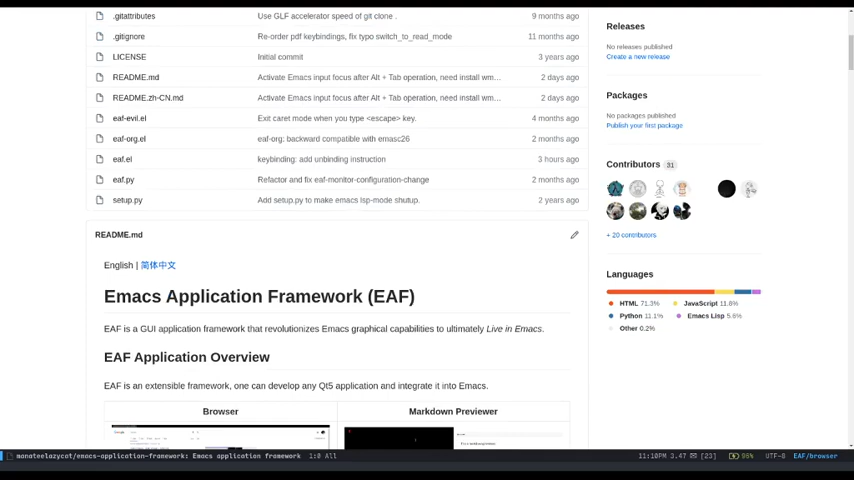 .gitattributes Use GLF accelerator speed of git clone . 9 months ago
.gitignore Re-order pdf keybindings, fix typo switch_to_read_mode 11 months ago
LICENSE Initial commit 3 years ago
README.md Activate Emacs input focus after Alt + Tab operation, need install wm... 2 days ago
README.zh-CN.md Activate Emacs input focus after Alt + Tab operation, need install wm... 2 days ago
eaf-evil.el Exit caret mode when you type <escape> key. 4 months ago
eaf-org.el eaf-org: backward compatible with emacs26 2 months ago
eaf.el keybinding: add unbinding instruction 3 hours ago
eaf.py Refactor and fix eaf-monitor-configuration-change 2 months ago
setup.py Add setup.py to make emacs lsp-mode shutup. 2 years ago
README.md
English | 简体中文
Emacs Application Framework (EAF)
EAF is a GUI application framework that revolutionizes Emacs graphical capabilities to ultimately Live in Emacs.
EAF Application Overview
EAF is an extensible framework, one can develop any Qt5 application and integrate it into Emacs.
Browser Markdown Previewer
Releases
No releases published
Create a new release
Packages
No packages published
Publish your first package
Contributors 31
+ 20 contributors
Languages
HTML 71.3% JavaScript 11.8%
Python 11.1% Emacs Lisp 5.6%
Other 0.2%
manateelazycat/emacs-application-framework: Emacs application framework 1:0 All 11:10PM 3.47 [23] 96% UTF-8 EAF/browser